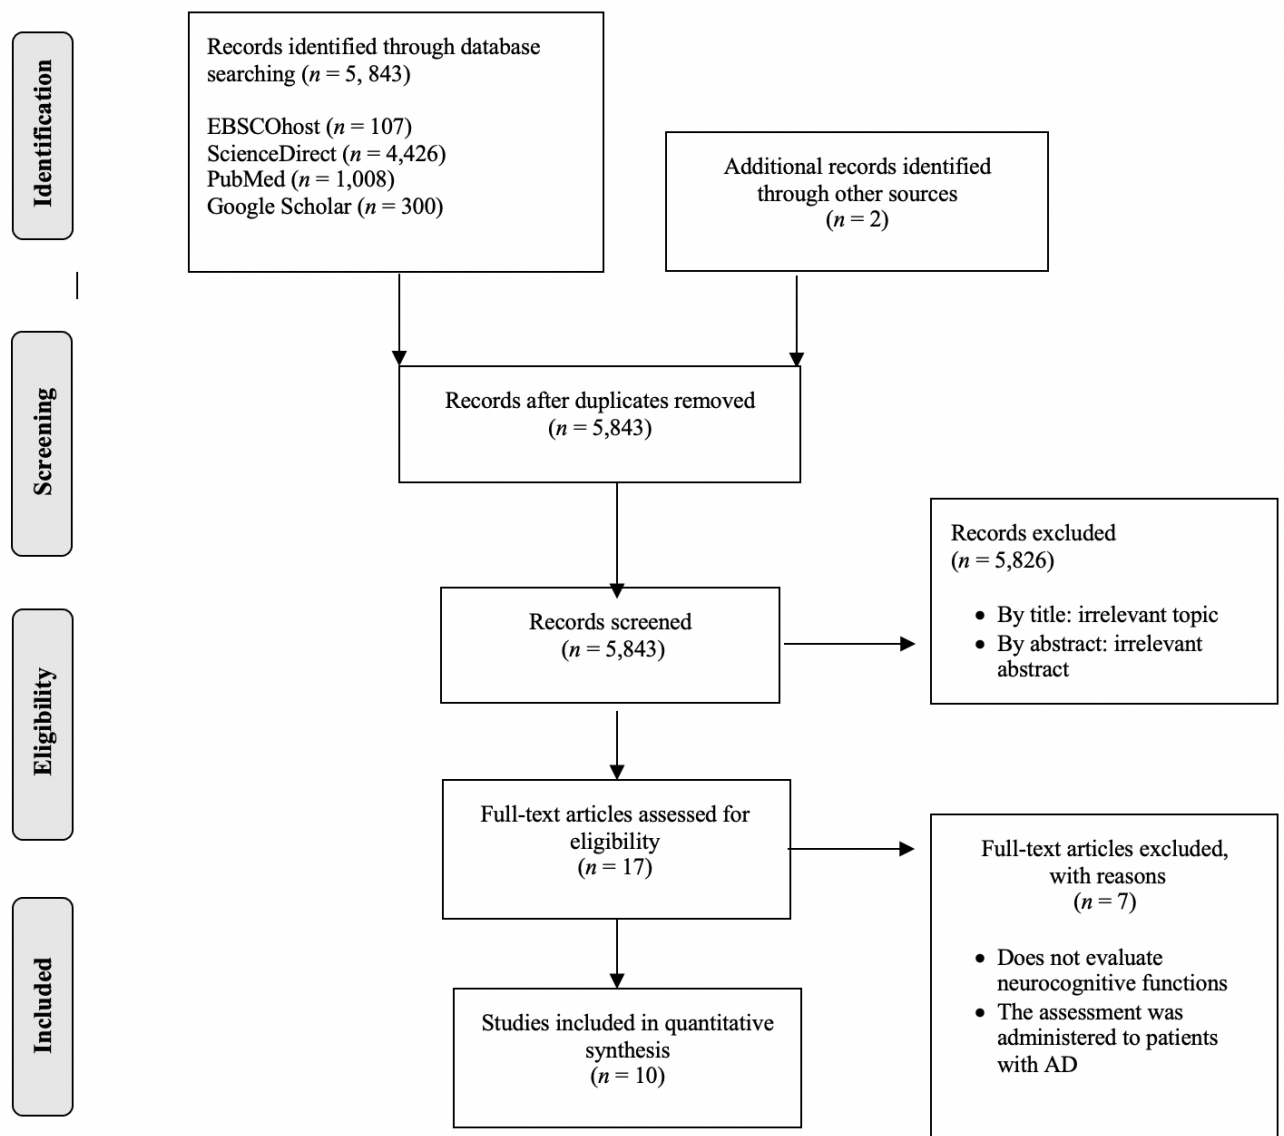 Identification
Records identified through database
searching (n = 5, 843)
EBSCOhost (n = 107)
ScienceDirect (n = 4,426)
PubMed (n = 1,008)
Google Scholar (n = 300)
Additional records identified
through other sources
(n = 2)
Screening
Records after duplicates removed
(n = 5,843)
Records screened
(n = 5,843)
Records excluded
(n = 5,826)
• By title: irrelevant topic
• By abstract: irrelevant
abstract
Eligibility
Full-text articles assessed for
eligibility
(n = 17)
Full-text articles excluded,
with reasons
(n = 7)
• Does not evaluate
neurocognitive functions
• The assessment was
administered to patients
with AD
Included
Studies included in quantitative
synthesis
(n = 10)